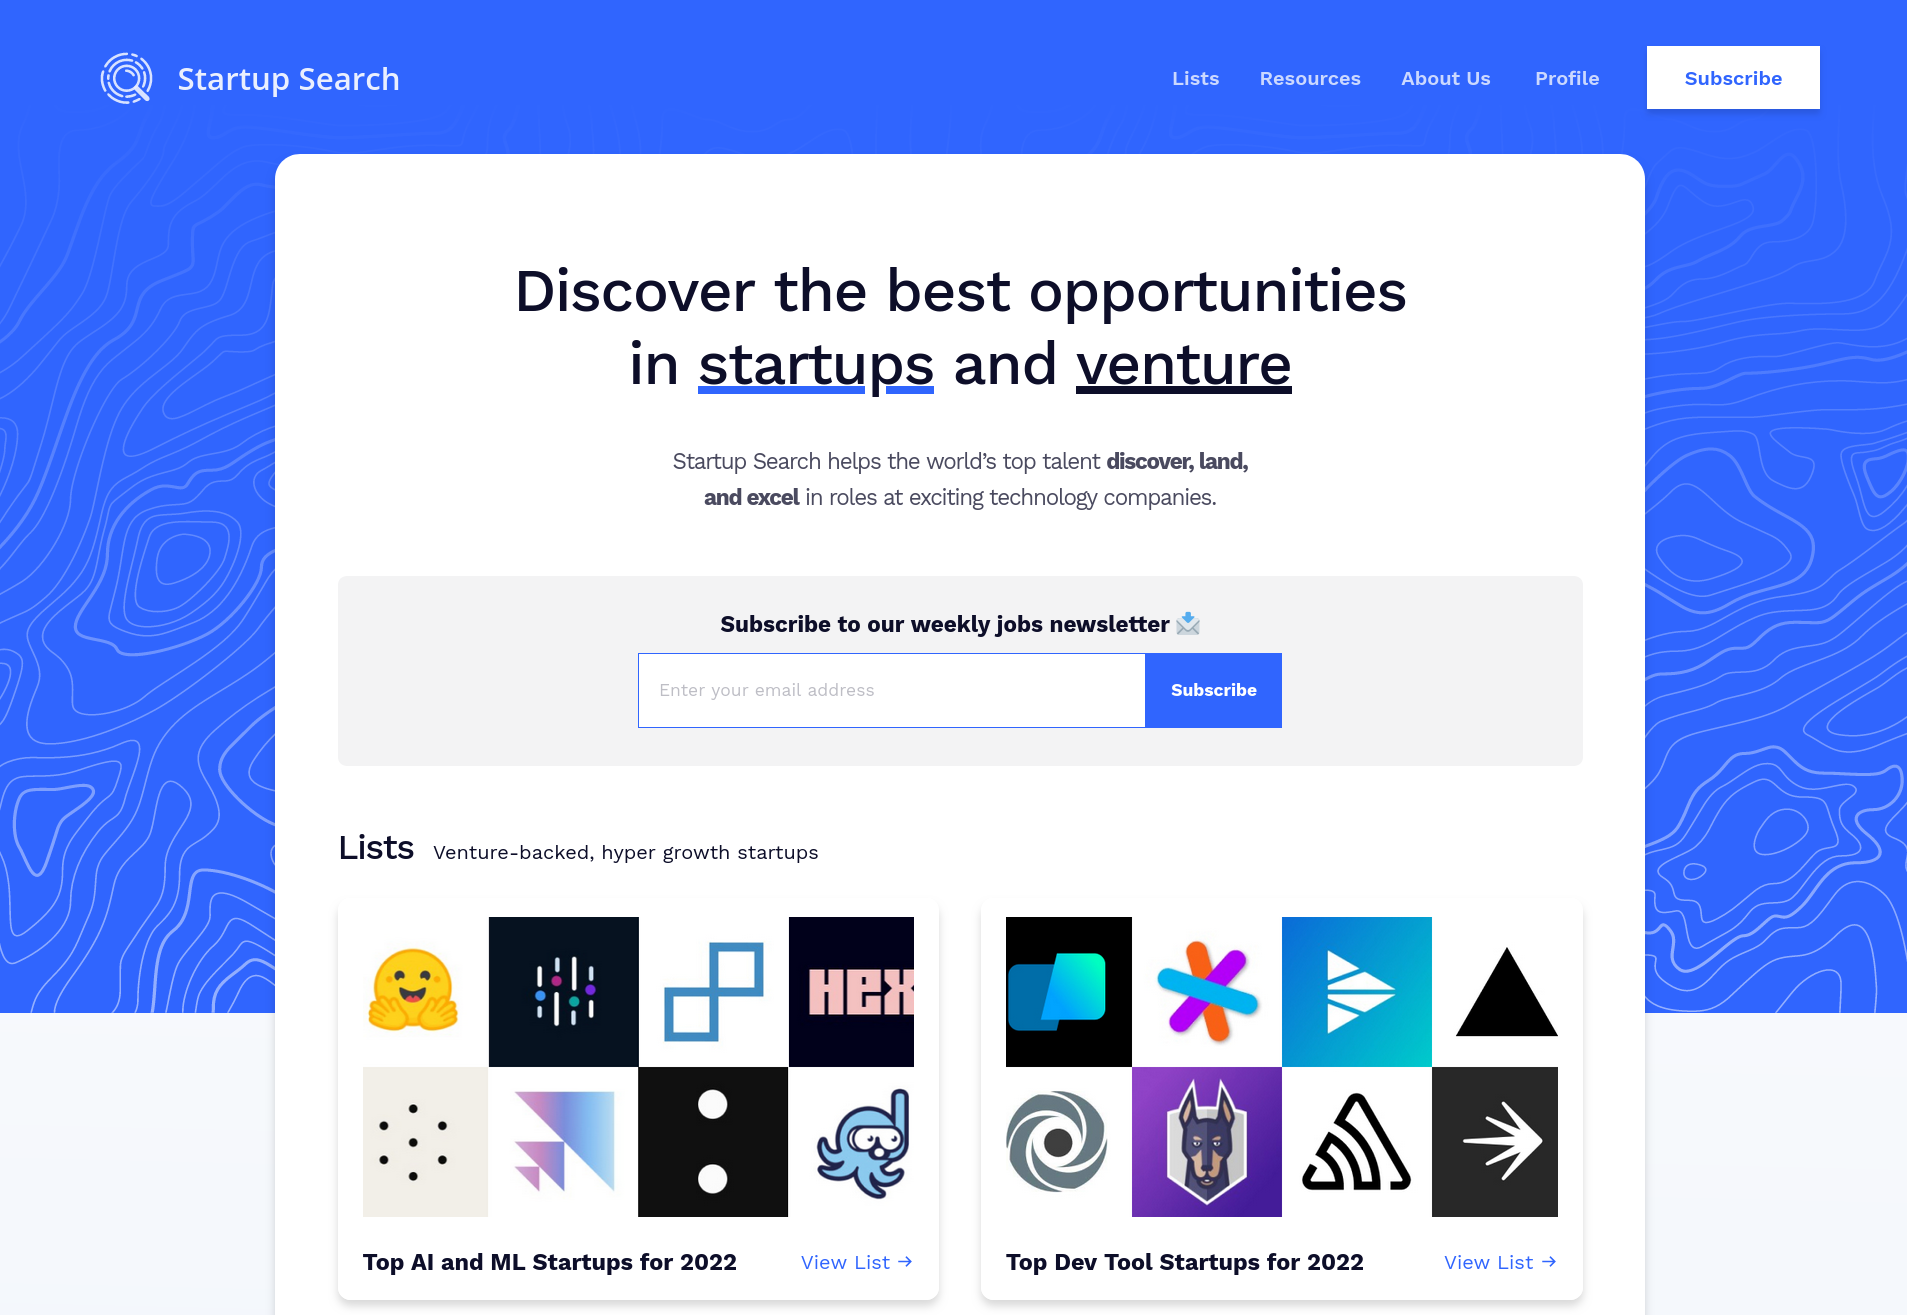 Startup Search
Lists
Resources
About Us
Profile
Subscribe
Discover the best opportunities
in startups and venture
Startup Search helps the world’s top talent discover, land,
and excel in roles at exciting technology companies.
Subscribe to our weekly jobs newsletter
Enter your email address
Subscribe
Lists
Venture-backed, hyper growth startups
HEX
Top AI and ML Startups for 2022
View List →
Top Dev Tool Startups for 2022
View List →